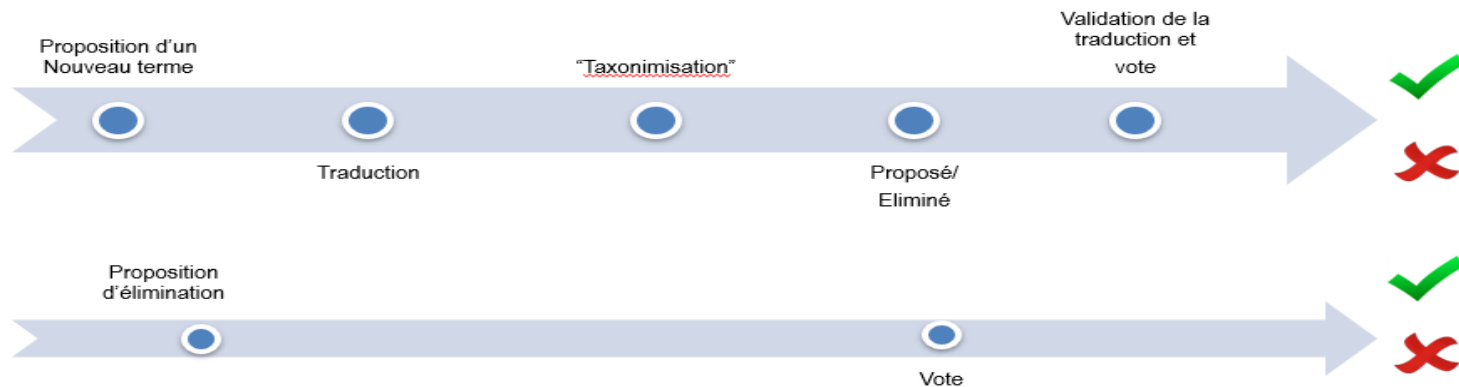 Proposition d'un
Nouveau terme
Traduction
“Taxonimisation”
Proposé/
Eliminé
Validation de la
traduction et
vote
Proposition
d'élimination
Vote